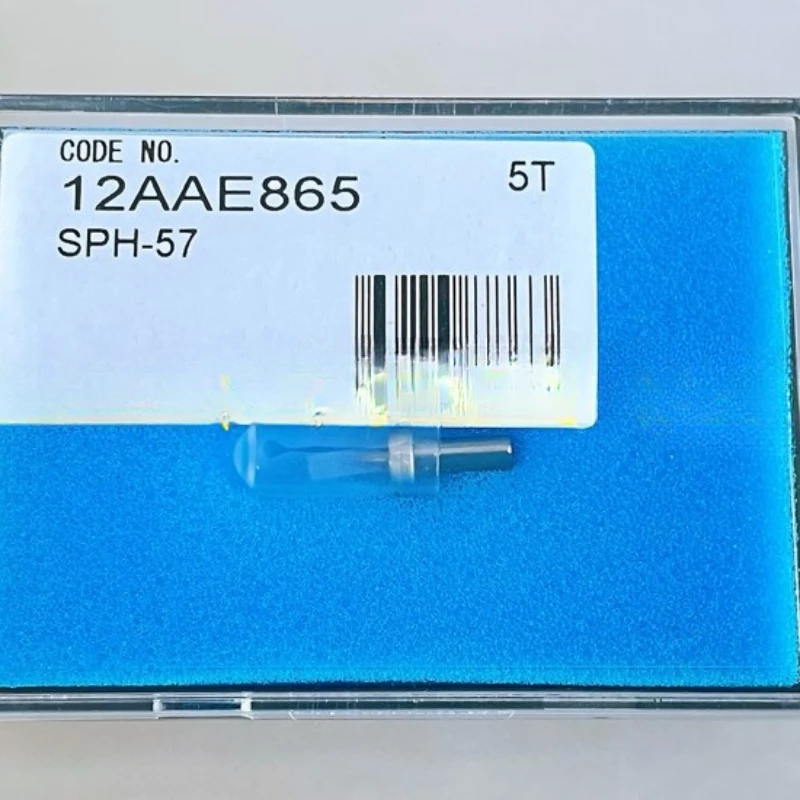 CODE NO.
12AAE865
5T
SPH-57